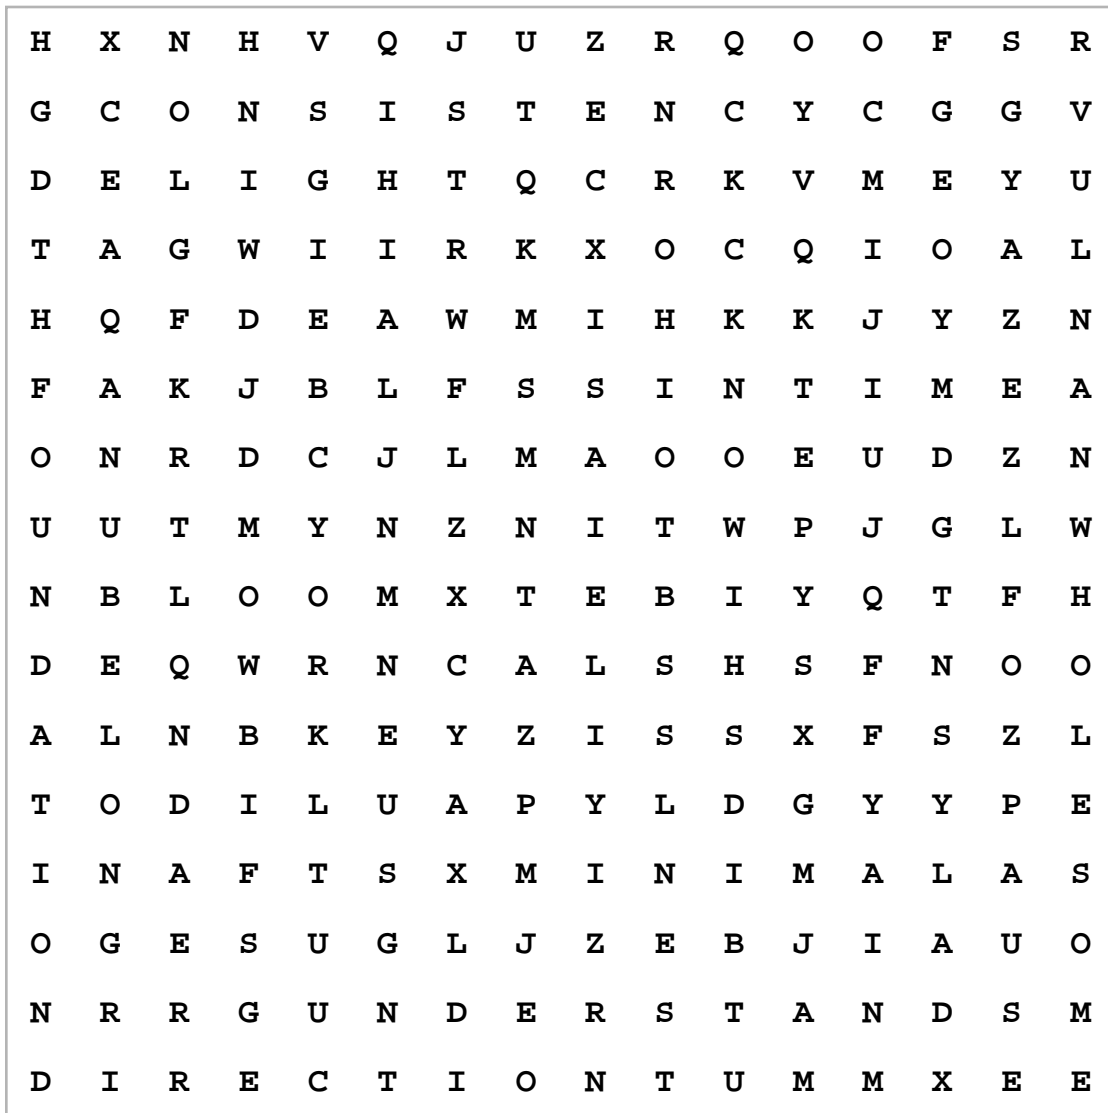 H X N H V Q J U Z R Q O O F S R
G C O N S I S T E N C Y C G G V
D E L I G H T Q C R K V M E Y U
T A G W I I R K X O C Q I O A L
H Q F D E A W M I H K K J Y Z N
F A K J B L F S S I N T I M E A
O N R D C J L M A O O E U D Z N
U U T M Y N Z N I T W P J G L W
N B L O O M X T E B I Y Q T F H
D E Q W R N C A L S H S F N O O
A L N B K E Y Z I S S X F S Z L
T O D I L U A P Y L D G Y Y P E
I N A F T S X M I N I M A L A S
O G E S U G L J Z E B J I A U O
N R R G U N D E R S T A N D S M
D I R E C T I O N T U M M X E E